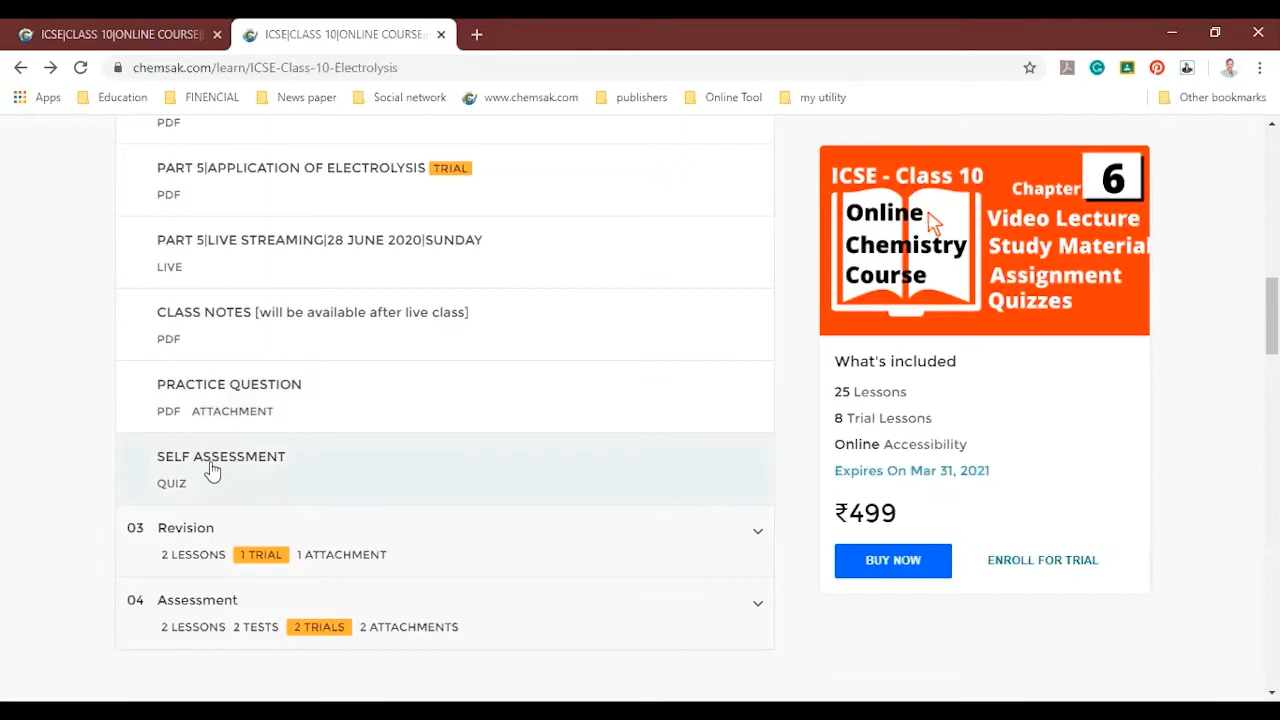 ICSE|CLASS 10|ONLINE COURSE|
ICSE|CLASS 10|ONLINE COURSE|
chemsak.com/learn/ICSE-Class-10-Electrolysis
Apps Education FINENCIAL News paper Social network www.chemsak.com publishers Online Tool my utility Other bookmarks
PDF
PART 5|APPLICATION OF ELECTROLYSIS TRIAL
PDF
PART 5|LIVE STREAMING|28 JUNE 2020|SUNDAY
LIVE
CLASS NOTES [will be available after live class]
PDF
PRACTICE QUESTION
PDF ATTACHMENT
SELF ASSESSMENT
QUIZ
03 Revision
2 LESSONS 1 TRIAL 1 ATTACHMENT
04 Assessment
2 LESSONS 2 TESTS 2 TRIALS 2 ATTACHMENTS
ICSE - Class 10
Online
Chemistry
Course
Chapter 6
Video Lecture
Study Material
Assignment
Quizzes
What's included
25 Lessons
8 Trial Lessons
Online Accessibility
Expires On Mar 31, 2021
₹499
BUY NOW ENROLL FOR TRIAL